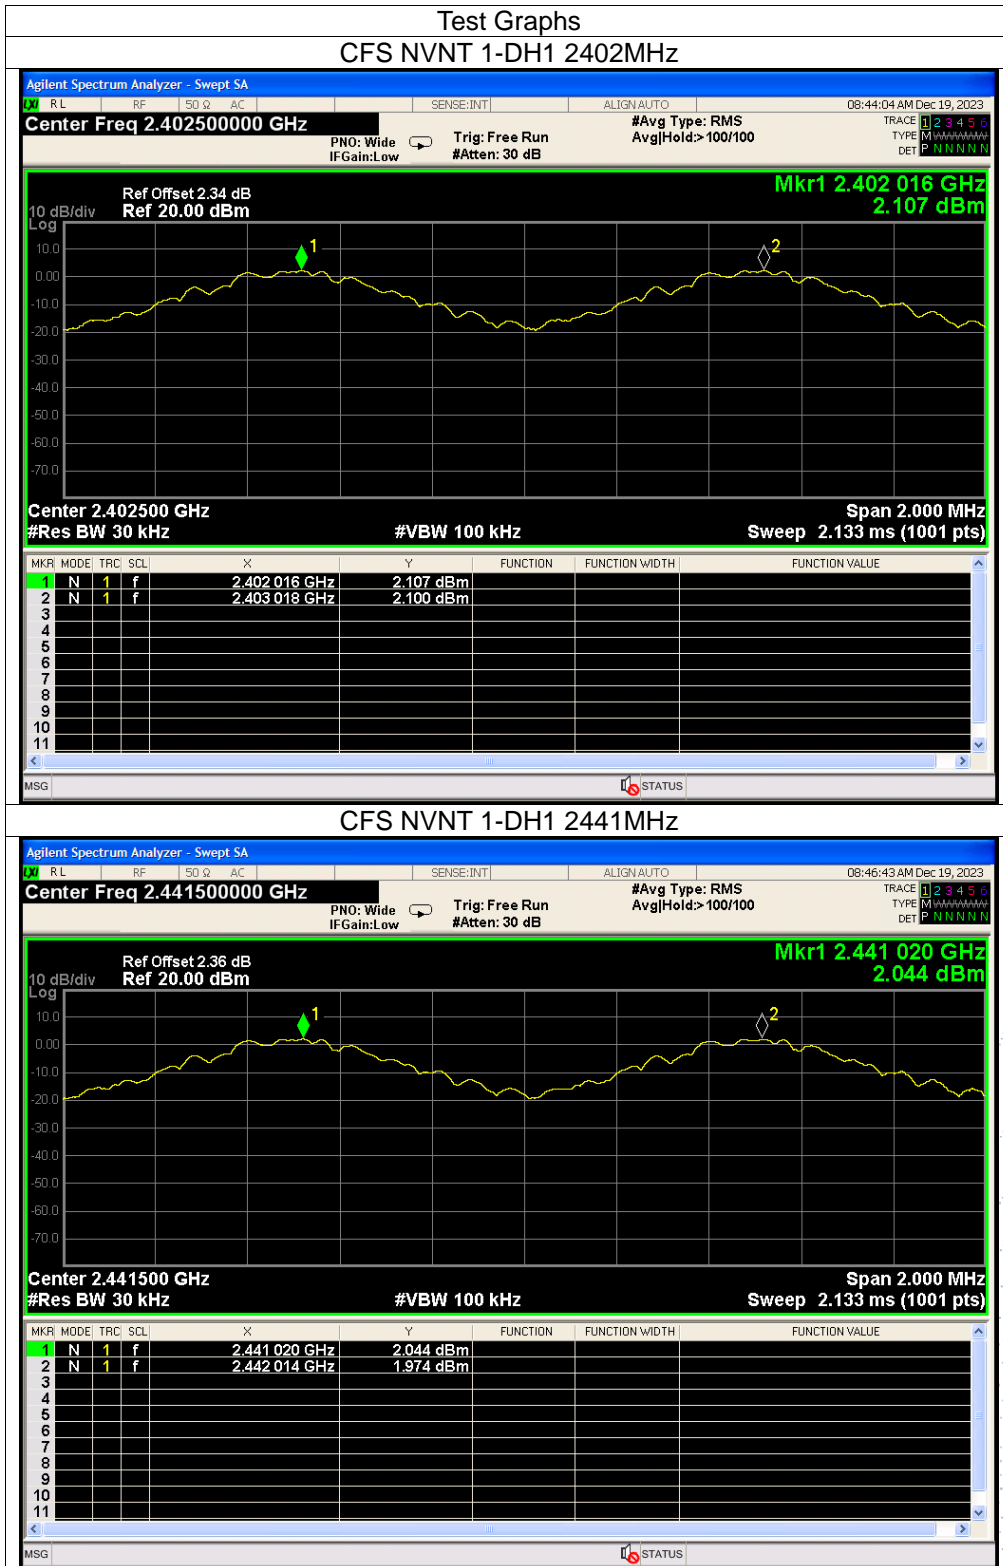 Test Graphs
CFS NVNT 1-DH1 2402MHz
Agilent Spectrum Analyzer - Swept SA
LXI RL RF 50 Ω AC SENSE:INT ALIGN AUTO 08:44:04 AM Dec 19, 2023
Center Freq 2.402500000 GHz #Avg Type: RMS TRACE 1 2 3 4 5 6
PNO: Wide Trig: Free Run Avg|Hold:>100/100 TYPE M WWWWW
IFGain:Low #Atten: 30 dB DET P N N N N N
Mkr1 2.402 016 GHz
Ref Offset 2.34 dB 2.107 dBm
10 dB/div Ref 20.00 dBm
Log
10.0
1
2
0.00
-10.0
-20.0
-30.0
-40.0
-50.0
-60.0
-70.0
Center 2.402500 GHz Span 2.000 MHz
#Res BW 30 kHz #VBW 100 kHz Sweep 2.133 ms (1001 pts)
MKR MODE TRC SCL X Y FUNCTION FUNCTION WIDTH FUNCTION VALUE
1 N 1 f 2.402 016 GHz 2.107 dBm
2 N 1 f 2.403 018 GHz 2.100 dBm
3
4
5
6
7
8
9
10
11
MSG STATUS
CFS NVNT 1-DH1 2441MHz
Agilent Spectrum Analyzer - Swept SA
LXI RL RF 50 Ω AC SENSE:INT ALIGN AUTO 08:46:43 AM Dec 19, 2023
Center Freq 2.441500000 GHz #Avg Type: RMS TRACE 1 2 3 4 5 6
PNO: Wide Trig: Free Run Avg|Hold:>100/100 TYPE M WWWWW
IFGain:Low #Atten: 30 dB DET P N N N N N
Mkr1 2.441 020 GHz
Ref Offset 2.36 dB 2.044 dBm
10 dB/div Ref 20.00 dBm
Log
10.0
1
2
0.00
-10.0
-20.0
-30.0
-40.0
-50.0
-60.0
-70.0
Center 2.441500 GHz Span 2.000 MHz
#Res BW 30 kHz #VBW 100 kHz Sweep 2.133 ms (1001 pts)
MKR MODE TRC SCL X Y FUNCTION FUNCTION WIDTH FUNCTION VALUE
1 N 1 f 2.441 020 GHz 2.044 dBm
2 N 1 f 2.442 014 GHz 1.974 dBm
3
4
5
6
7
8
9
10
11
MSG STATUS